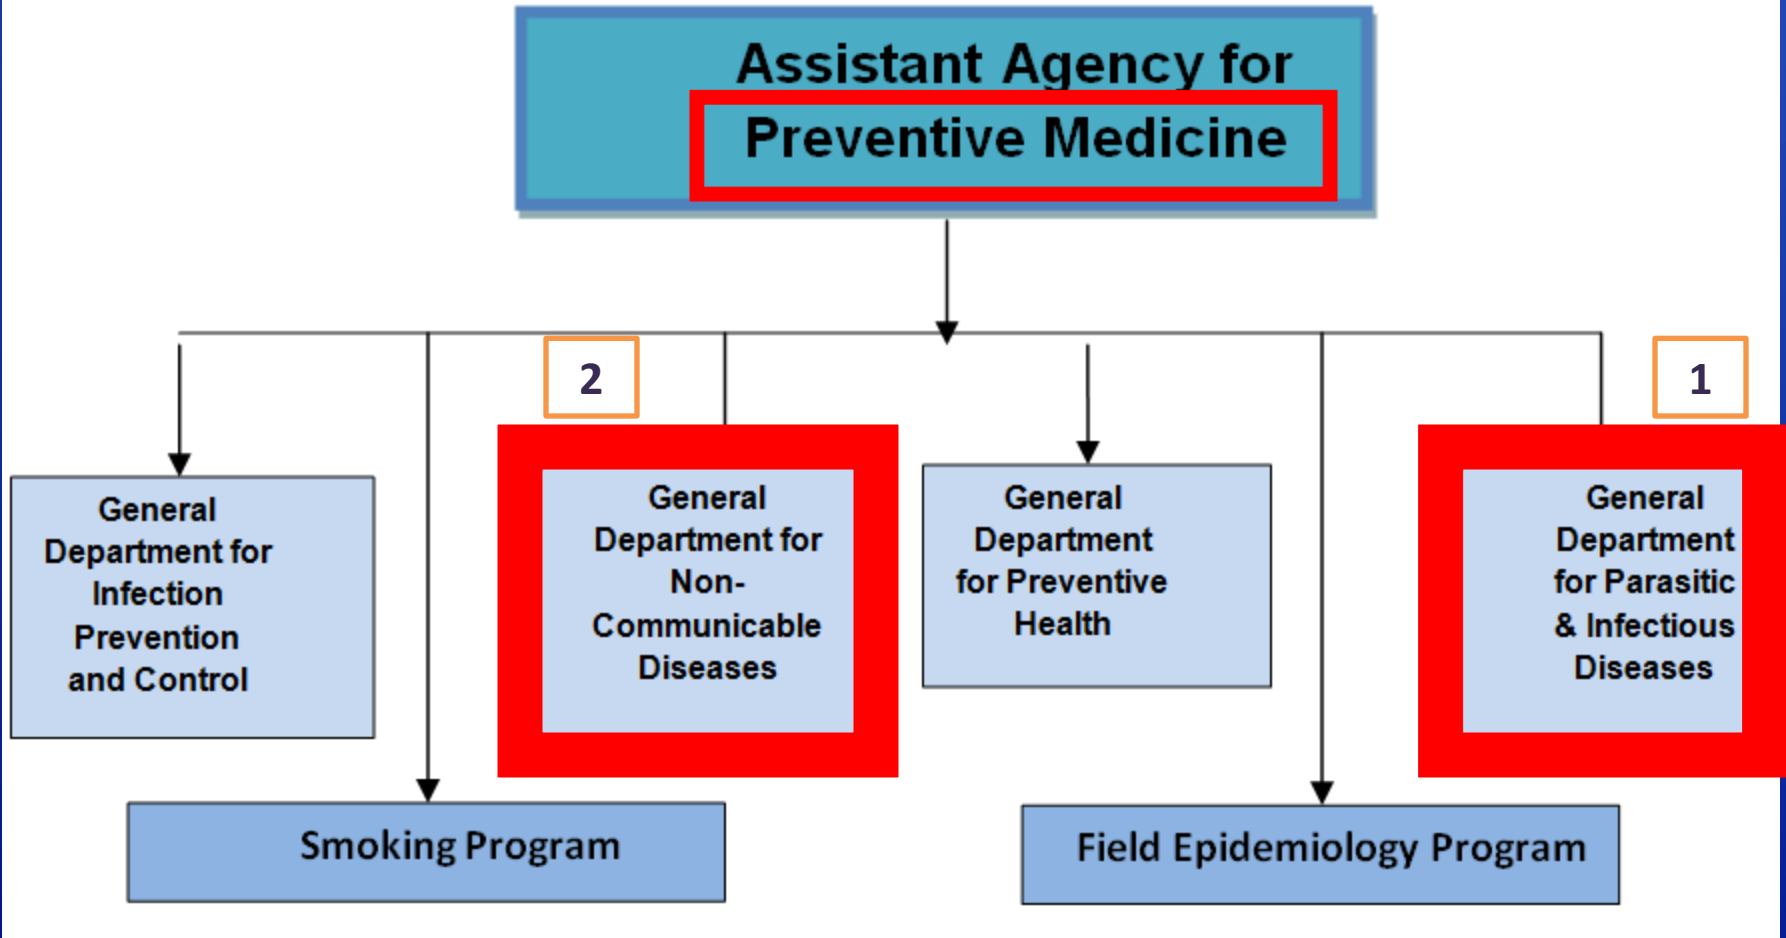 Assistant Agency for
Preventive Medicine
2
1
General
Department for
Infection
Prevention
and Control
General
Department for
Non-
Communicable
Diseases
General
Department
for Preventive
Health
General
Department
for Parasitic
& Infectious
Diseases
Smoking Program
Field Epidemiology Program